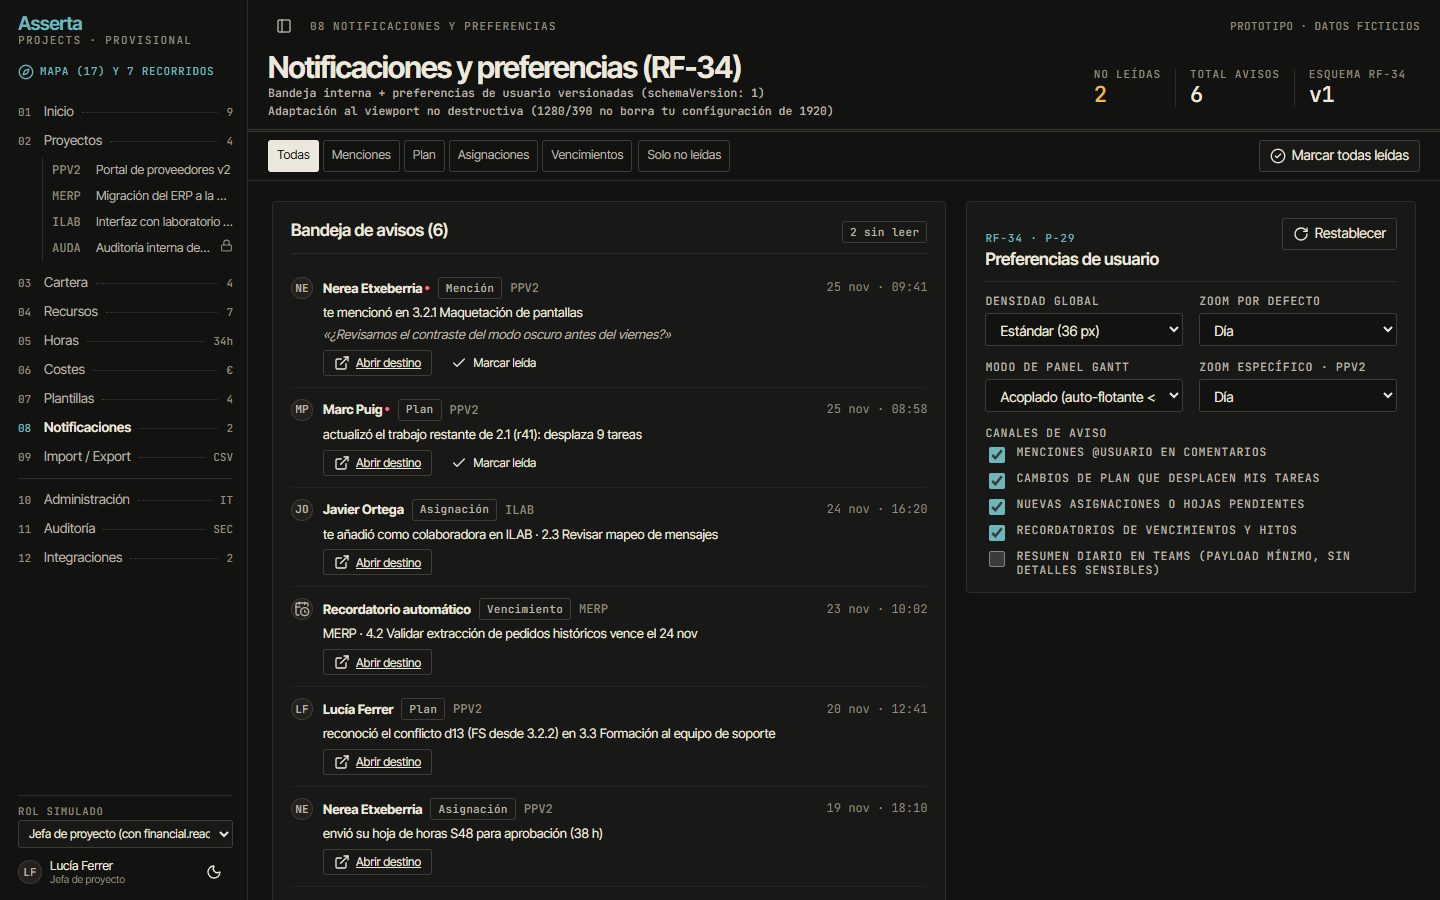 Asserta
PROJECTS · PROVISIONAL
MAPA (17) Y 7 RECORRIDOS
01 Inicio 9
02 Proyectos 4
PPV2 Portal de proveedores v2
MERP Migración del ERP a la ...
ILAB Interfaz con laboratorio ...
AUDA Auditoría interna de...
03 Cartera 4
04 Recursos 7
05 Horas 34h
06 Costes €
07 Plantillas 4
08 Notificaciones 2
09 Import / Export CSV
10 Administración IT
11 Auditoría SEC
12 Integraciones 2
ROL SIMULADO
Jefa de proyecto (con financial.read
LF Lucía Ferrer
Jefa de proyecto
08 NOTIFICACIONES Y PREFERENCIAS
PROTOTIPO · DATOS FICTICIOS
Notificaciones y preferencias (RF-34)
Bandeja interna + preferencias de usuario versionadas (schemaVersion: 1)
Adaptación al viewport no destructiva (1280/390 no borra tu configuración de 1920)
NO LEÍDAS
2
TOTAL AVISOS
6
ESQUEMA RF-34
v1
Todas
Menciones
Plan
Asignaciones
Vencimientos
Solo no leídas
Marcar todas leídas
Bandeja de avisos (6)
2 sin leer
NE Nerea Etxeberria • Mención PPV2 25 nov · 09:41
te mencionó en 3.2.1 Maquetación de pantallas
«¿Revisamos el contraste del modo oscuro antes del viernes?»
Abrir destino Marcar leída
MP Marc Puig • Plan PPV2 25 nov · 08:58
actualizó el trabajo restante de 2.1 (r41): desplaza 9 tareas
Abrir destino Marcar leída
JO Javier Ortega Asignación ILAB 24 nov · 16:20
te añadió como colaboradora en ILAB · 2.3 Revisar mapeo de mensajes
Abrir destino
Recordatorio automático Vencimiento MERP 23 nov · 10:02
MERP · 4.2 Validar extracción de pedidos históricos vence el 24 nov
Abrir destino
LF Lucía Ferrer Plan PPV2 20 nov · 12:41
reconoció el conflicto d13 (FS desde 3.2.2) en 3.3 Formación al equipo de soporte
Abrir destino
NE Nerea Etxeberria Asignación PPV2 19 nov · 18:10
envió su hoja de horas S48 para aprobación (38 h)
Abrir destino
RF-34 · P-29
Preferencias de usuario
Restablecer
DENSIDAD GLOBAL
Estándar (36 px)
ZOOM POR DEFECTO
Día
MODO DE PANEL GANTT
Acoplado (auto-flotante <
ZOOM ESPECÍFICO · PPV2
Día
CANALES DE AVISO
MENCIONES @USUARIO EN COMENTARIOS
CAMBIOS DE PLAN QUE DESPLACEN MIS TAREAS
NUEVAS ASIGNACIONES O HOJAS PENDIENTES
RECORDATORIOS DE VENCIMIENTOS Y HITOS
RESUMEN DIARIO EN TEAMS (PAYLOAD MÍNIMO, SIN
DETALLES SENSIBLES)